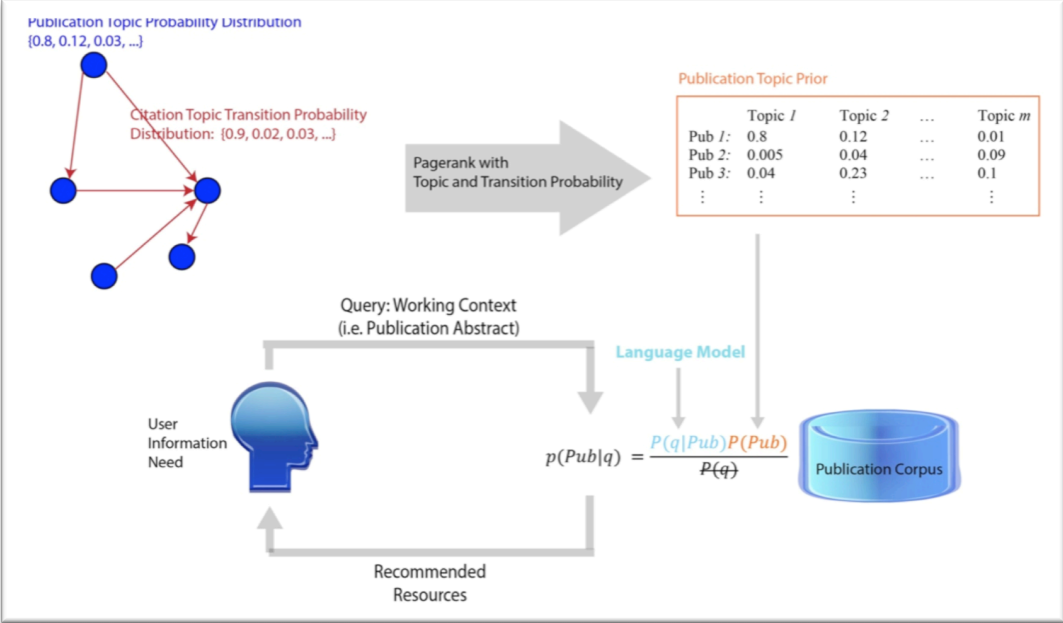 Publication Topic Probability Distribution
{0.8, 0.12, 0.03, ...}
Citation Topic Transition Probability
Distribution: {0.9, 0.02, 0.03, ...}
Pagerank with
Topic and Transition Probability
Publication Topic Prior
Topic 1 Topic 2 ... Topic m
Pub 1: 0.8 0.12 ... 0.01
Pub 2: 0.005 0.04 ... 0.09
Pub 3: 0.04 0.23 ... 0.1
⋮ ⋮ ⋮ ⋮
Query: Working Context
(i.e. Publication Abstract)
Language Model
User
Information
Need
P(q|Pub)P(Pub)
p(Pub|q) =
P(q)
Publication Corpus
Recommended
Resources